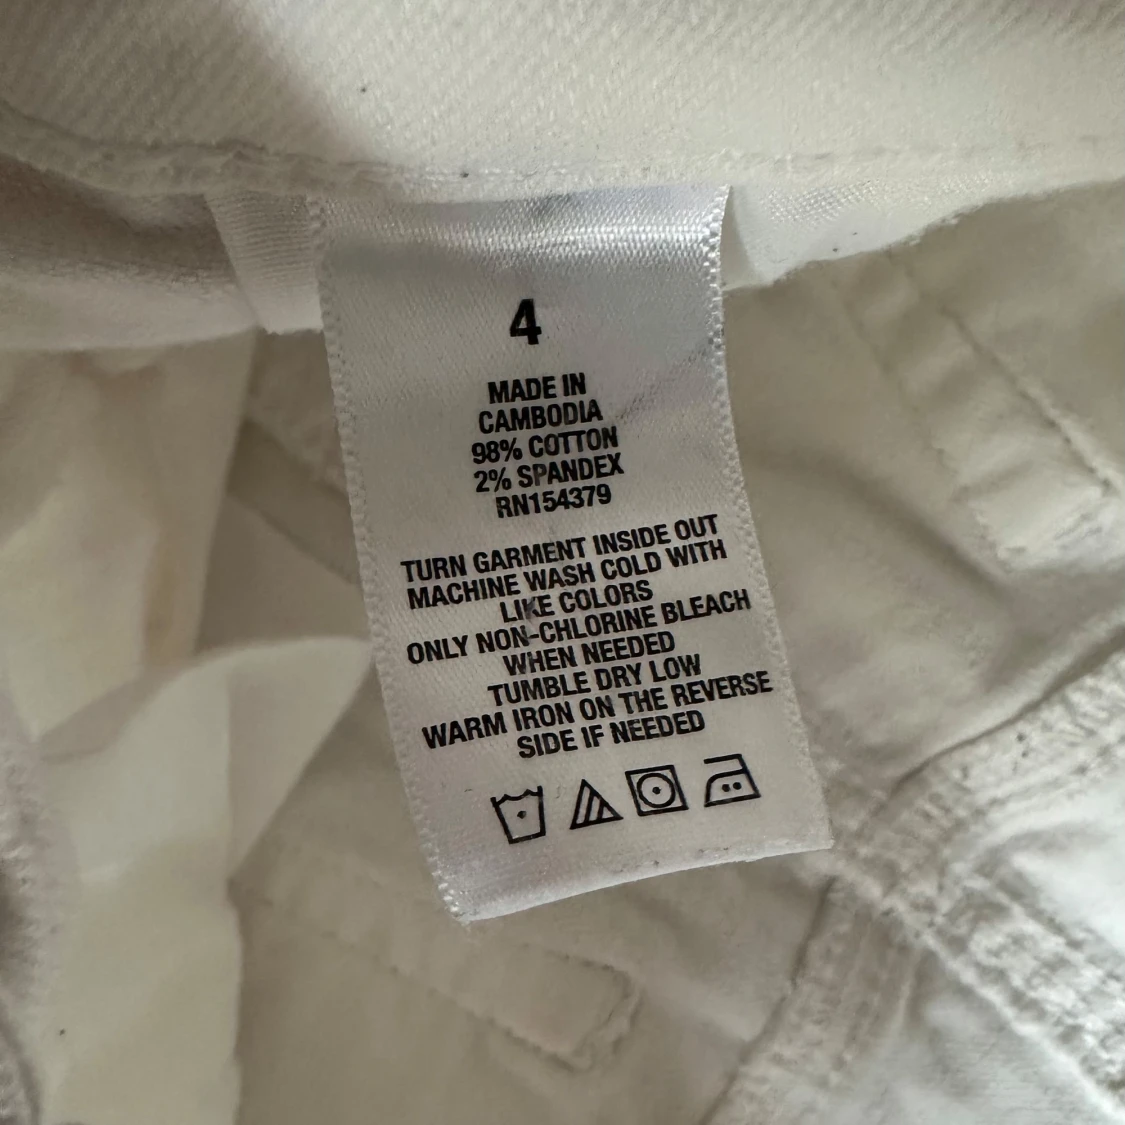 4
MADE IN
CAMBODIA
98% COTTON
2% SPANDEX
RN154379
TURN GARMENT INSIDE OUT
MACHINE WASH COLD WITH
LIKE COLORS
ONLY NON-CHLORINE BLEACH
WHEN NEEDED
TUMBLE DRY LOW
WARM IRON ON THE REVERSE
SIDE IF NEEDED